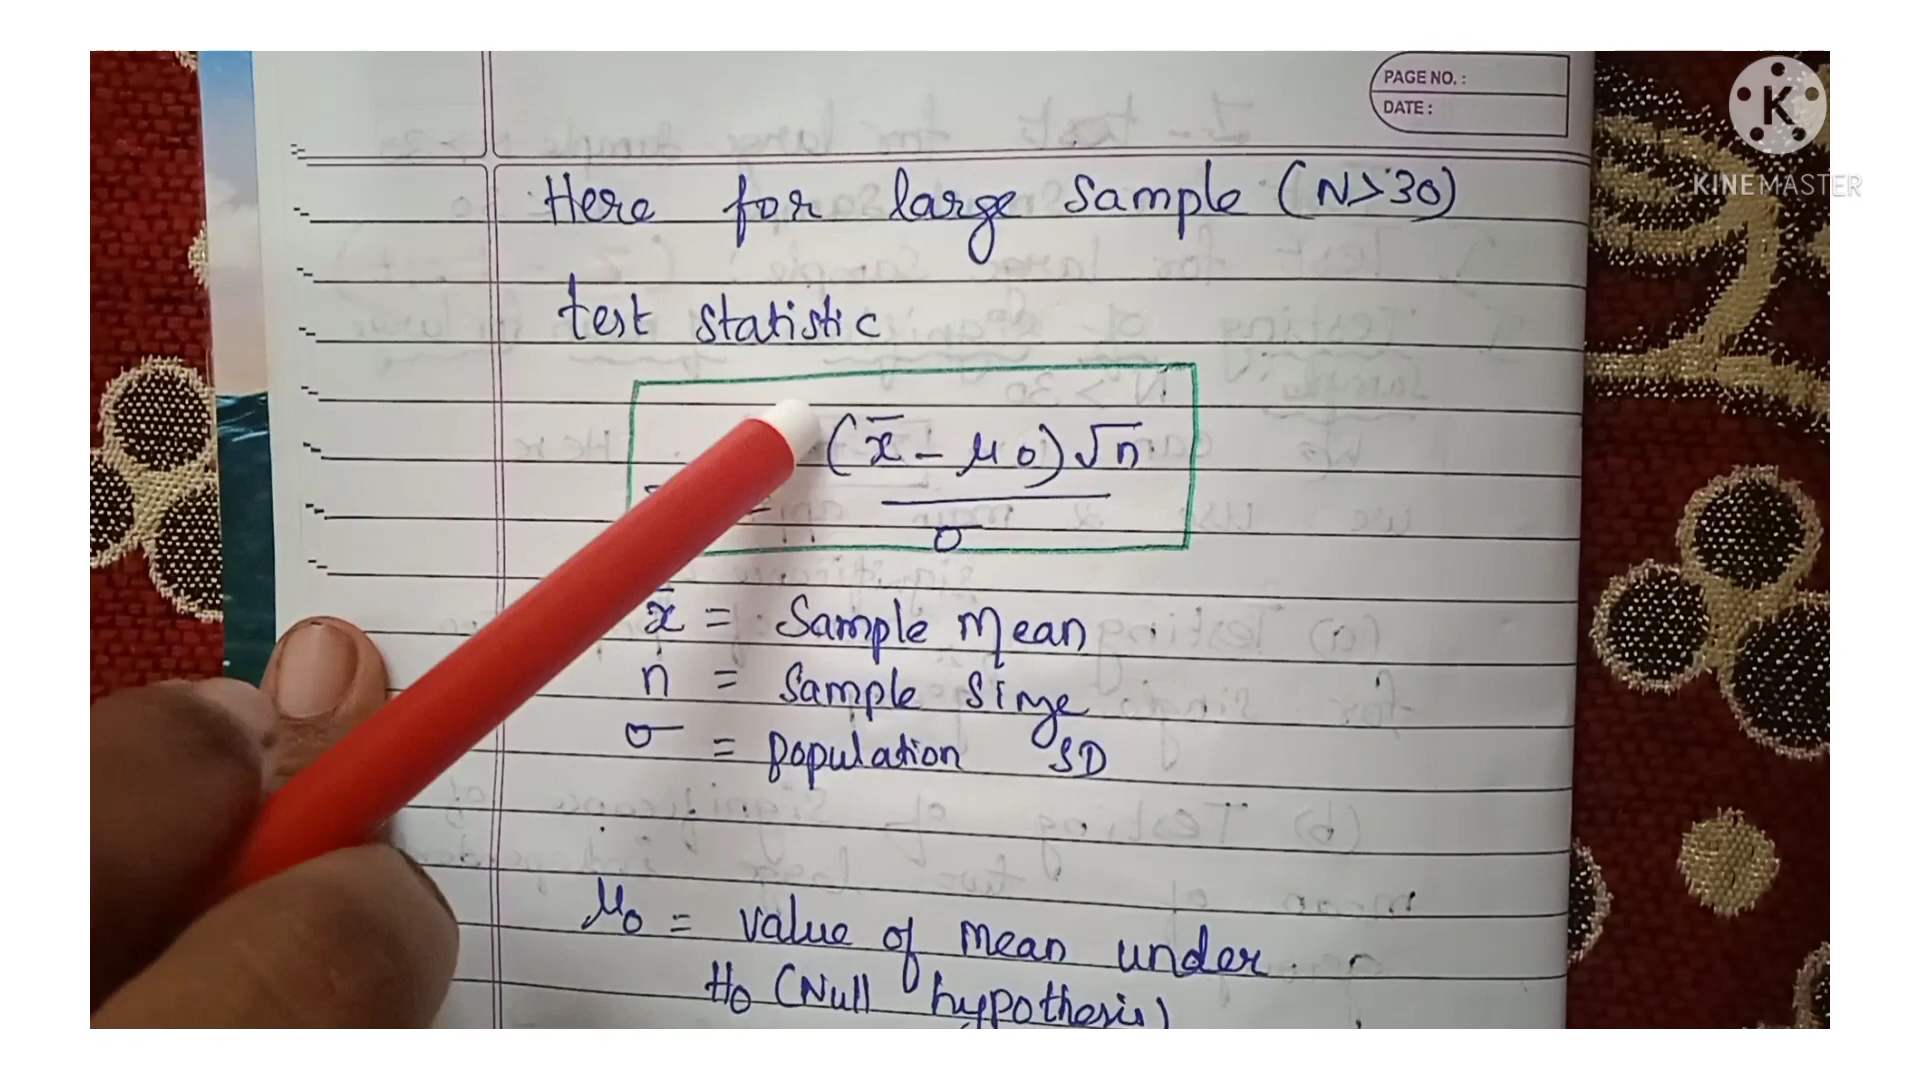 PAGE NO. :
DATE :
KINEMASTER
Here for large Sample (N>30)
test statistic
= (x̄ - μ0)√n
σ
x̄ = Sample Mean
n = Sample Size
σ = population SD
μ0 = value of mean under
H0 (Null hypothesis)